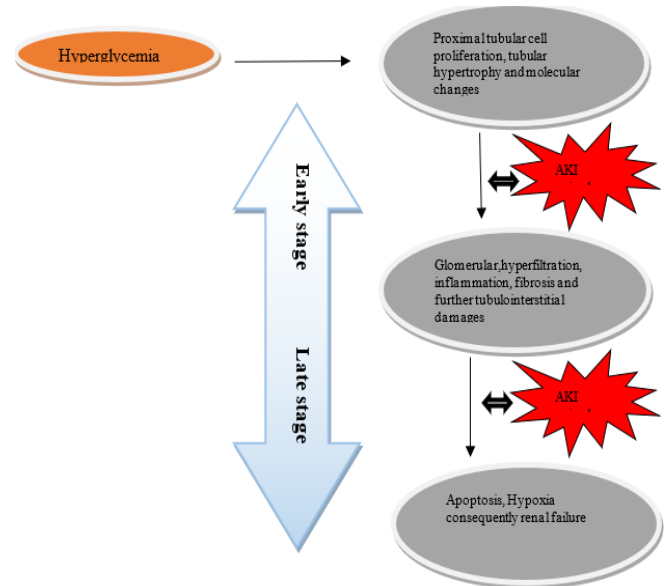 Hyperglycemia
Proximal tubular cell
proliferation, tubular
hypertrophy and molecular
changes
AKI
Early stage
Glomerular,hyperfiltration,
inflammation, fibrosis and
further tubulointerstitial
damages
Late stage
AKI
Apoptosis, Hypoxia
consequently renal failure